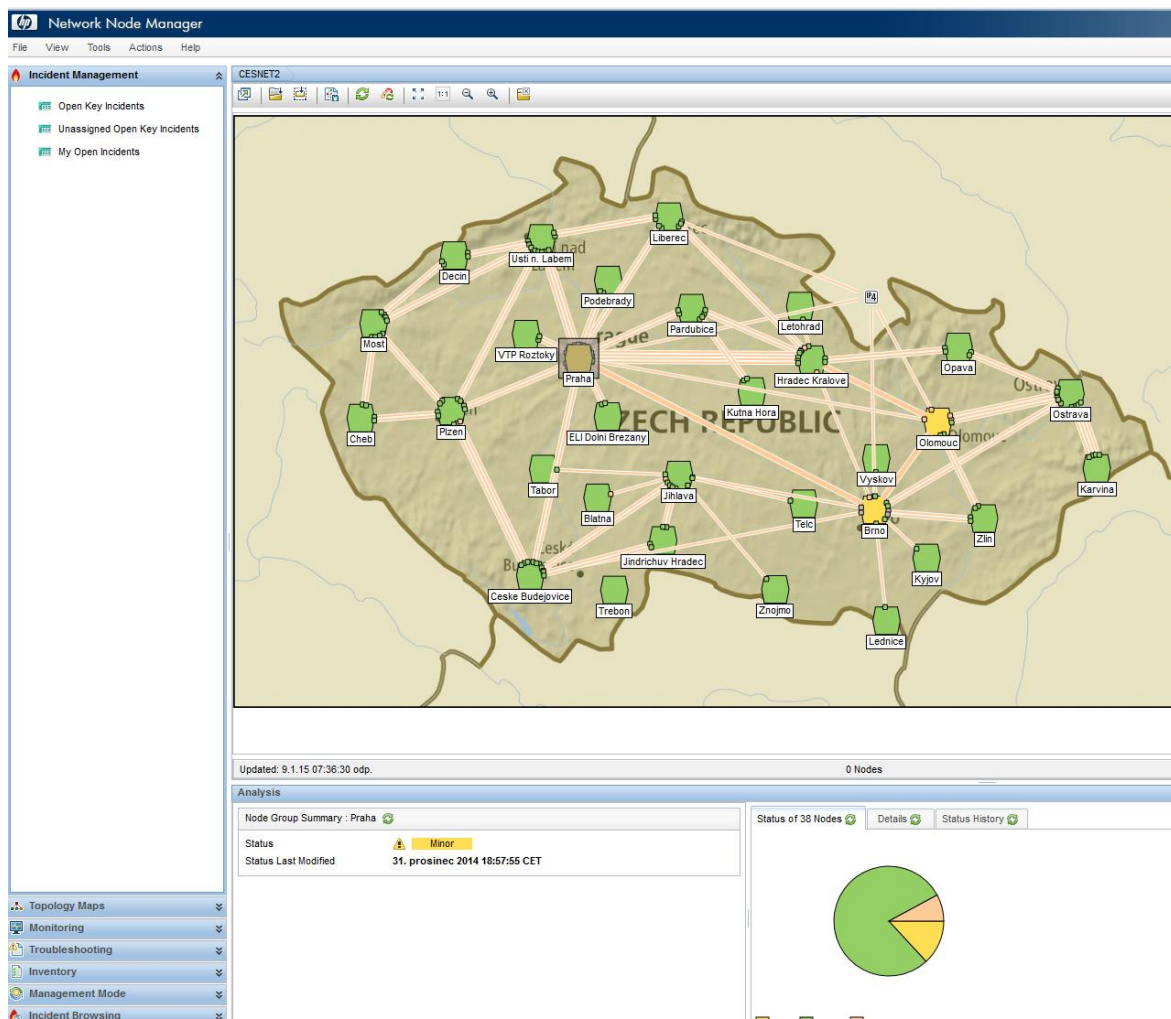 hp Network Node Manager
File View Tools Actions Help
Incident Management
Open Key Incidents
Unassigned Open Key Incidents
My Open Incidents
CESNET2
1:1
Liberec
Usti n. Labem
Decin
Podebrady
Pardubice
Letohrad
Most
VTP Roztoky
Praha
Hradec Kralove
Opava
Kutna Hora
Ostrava
Cheb
Plzen
ELI Dolni Brezany
CZECH REPUBLIC
Olomouc
Olomouc
Tabor
Jihlava
Vyskov
Karvina
Blatna
Telc
Brno
Zlin
Jindrichuv Hradec
Kyjov
Ceske Budejovice
Trebon
Znojmo
Lednice
Updated: 9.1.15 07:36:30 odp. 0 Nodes
Analysis
Node Group Summary : Praha
Status Minor
Status Last Modified 31. prosinec 2014 18:57:55 CET
Status of 38 Nodes Details Status History
Topology Maps
Monitoring
Troubleshooting
Inventory
Management Mode
Incident Browsing